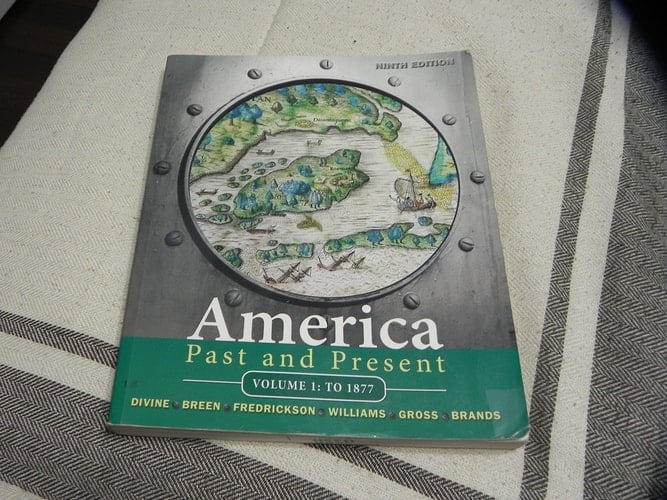 NINTH EDITION
America
Past and Present
VOLUME 1: TO 1877
DIVINE • BREEN • FREDRICKSON • WILLIAMS • GROSS • BRANDS